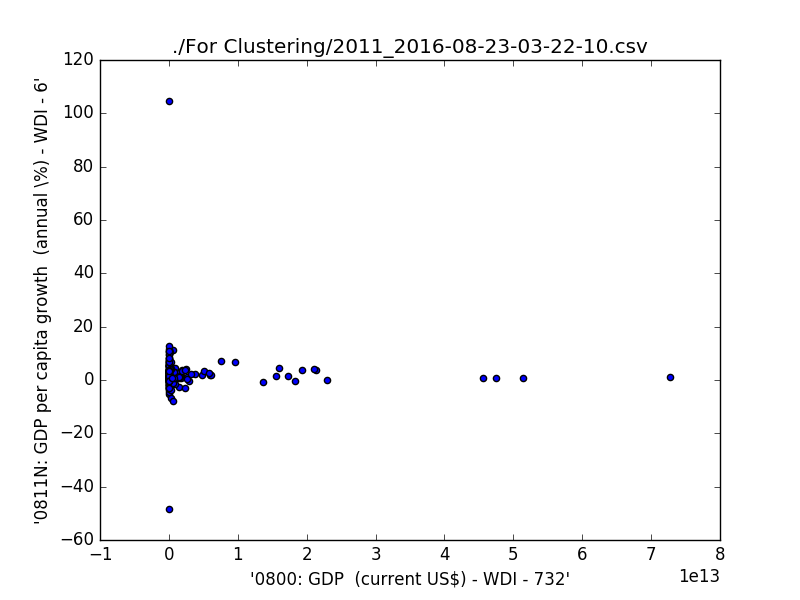 ./For Clustering/2011_2016-08-23-03-22-10.csv
120
100
80
60
40
20
0
−20
−40
−60
'0811N: GDP per capita growth  (annual \%) - WDI - 6'
−1 0 1 2 3 4 5 6 7 8
1e13
'0800: GDP  (current US$) - WDI - 732'